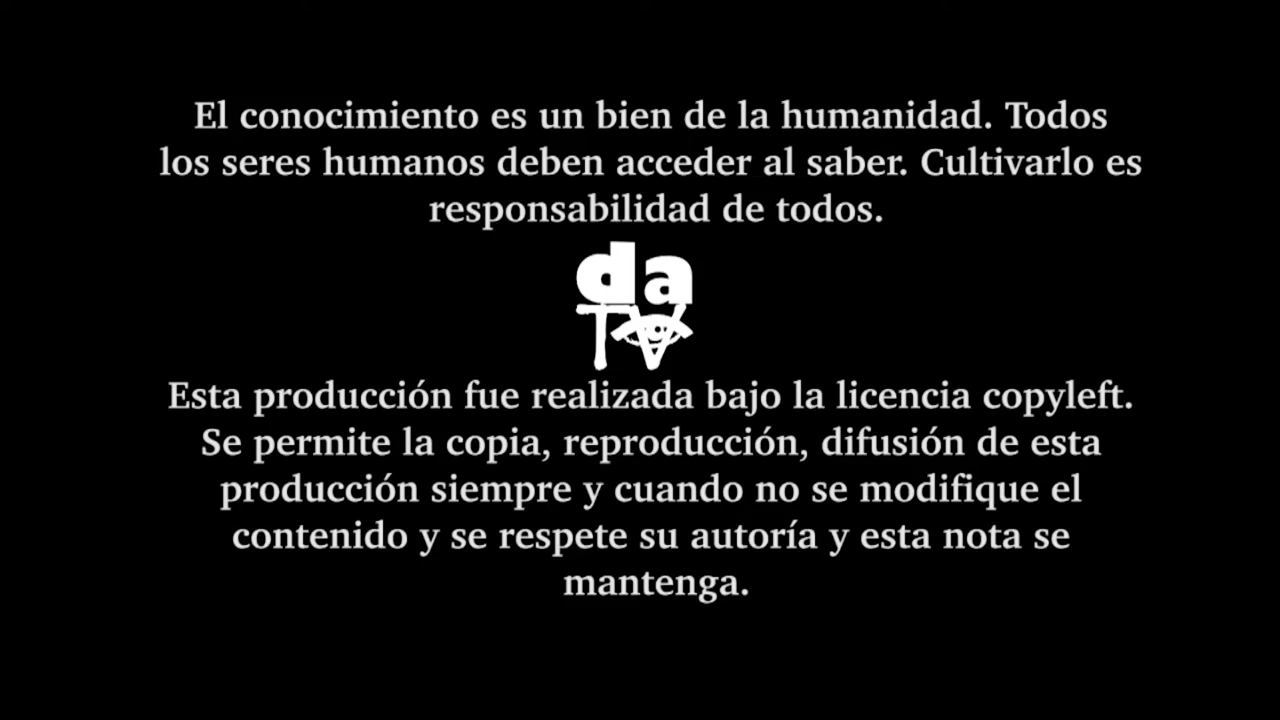 El conocimiento es un bien de la humanidad. Todos
los seres humanos deben acceder al saber. Cultivarlo es
responsabilidad de todos.
da
TV
Esta producción fue realizada bajo la licencia copyleft.
Se permite la copia, reproducción, difusión de esta
producción siempre y cuando no se modifique el
contenido y se respete su autoría y esta nota se
mantenga.